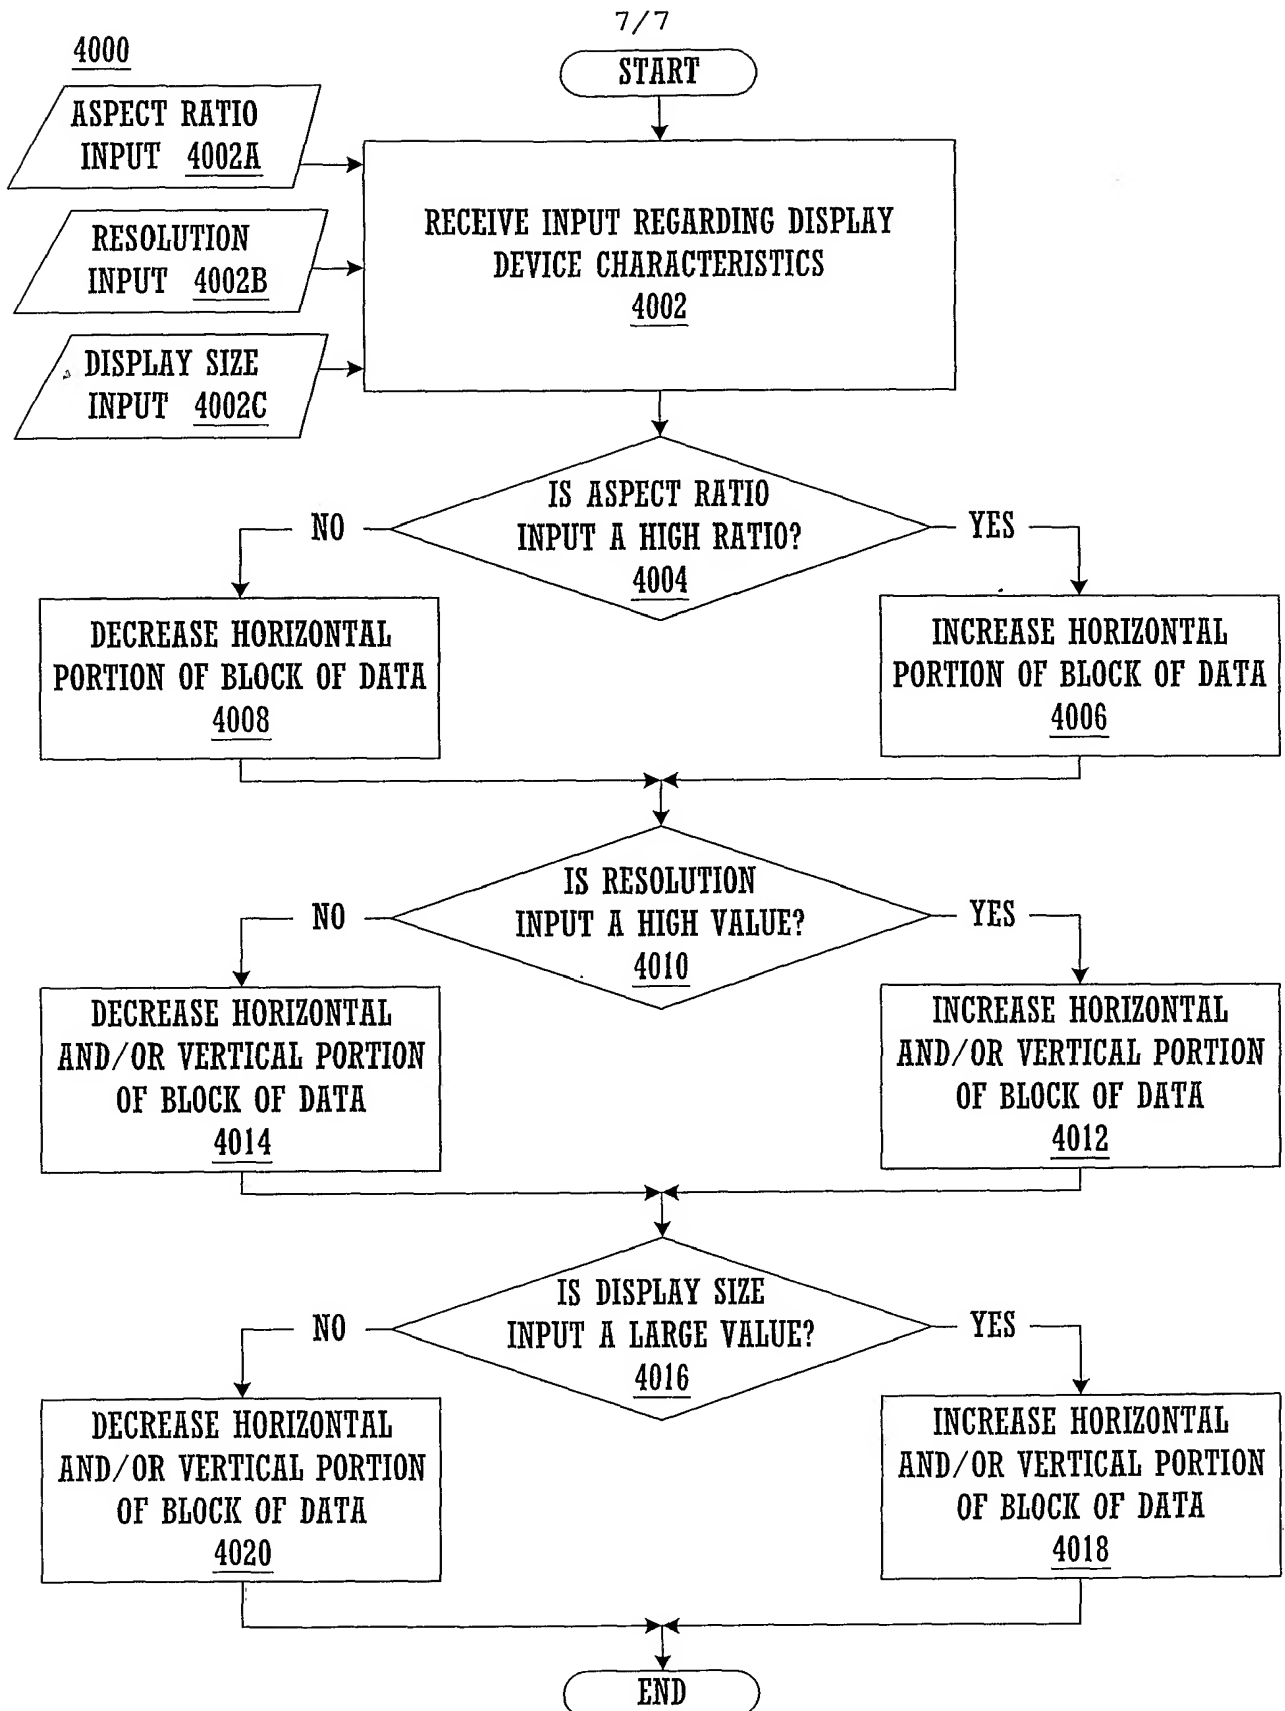 7/7
4000
START
ASPECT RATIO
INPUT 4002A
RESOLUTION
INPUT 4002B
DISPLAY SIZE
INPUT 4002C
RECEIVE INPUT REGARDING DISPLAY
DEVICE CHARACTERISTICS
4002
IS ASPECT RATIO
INPUT A HIGH RATIO?
4004
NO
YES
DECREASE HORIZONTAL
PORTION OF BLOCK OF DATA
4008
INCREASE HORIZONTAL
PORTION OF BLOCK OF DATA
4006
IS RESOLUTION
INPUT A HIGH VALUE?
4010
NO
YES
DECREASE HORIZONTAL
AND/OR VERTICAL PORTION
OF BLOCK OF DATA
4014
INCREASE HORIZONTAL
AND/OR VERTICAL PORTION
OF BLOCK OF DATA
4012
IS DISPLAY SIZE
INPUT A LARGE VALUE?
4016
NO
YES
DECREASE HORIZONTAL
AND/OR VERTICAL PORTION
OF BLOCK OF DATA
4020
INCREASE HORIZONTAL
AND/OR VERTICAL PORTION
OF BLOCK OF DATA
4018
END